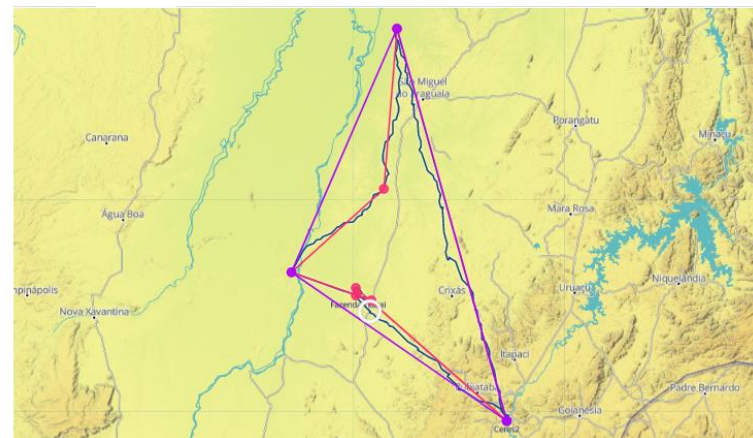 São Miguel
do Araguaia
Canarana
Porangatu
Minaçu
Água Boa
Mara Rosa
Niquelândia
Crixás
Uruaçu
Nova Xavantina
Itapaci
Padre Bernardo
Goianésia
Ceres